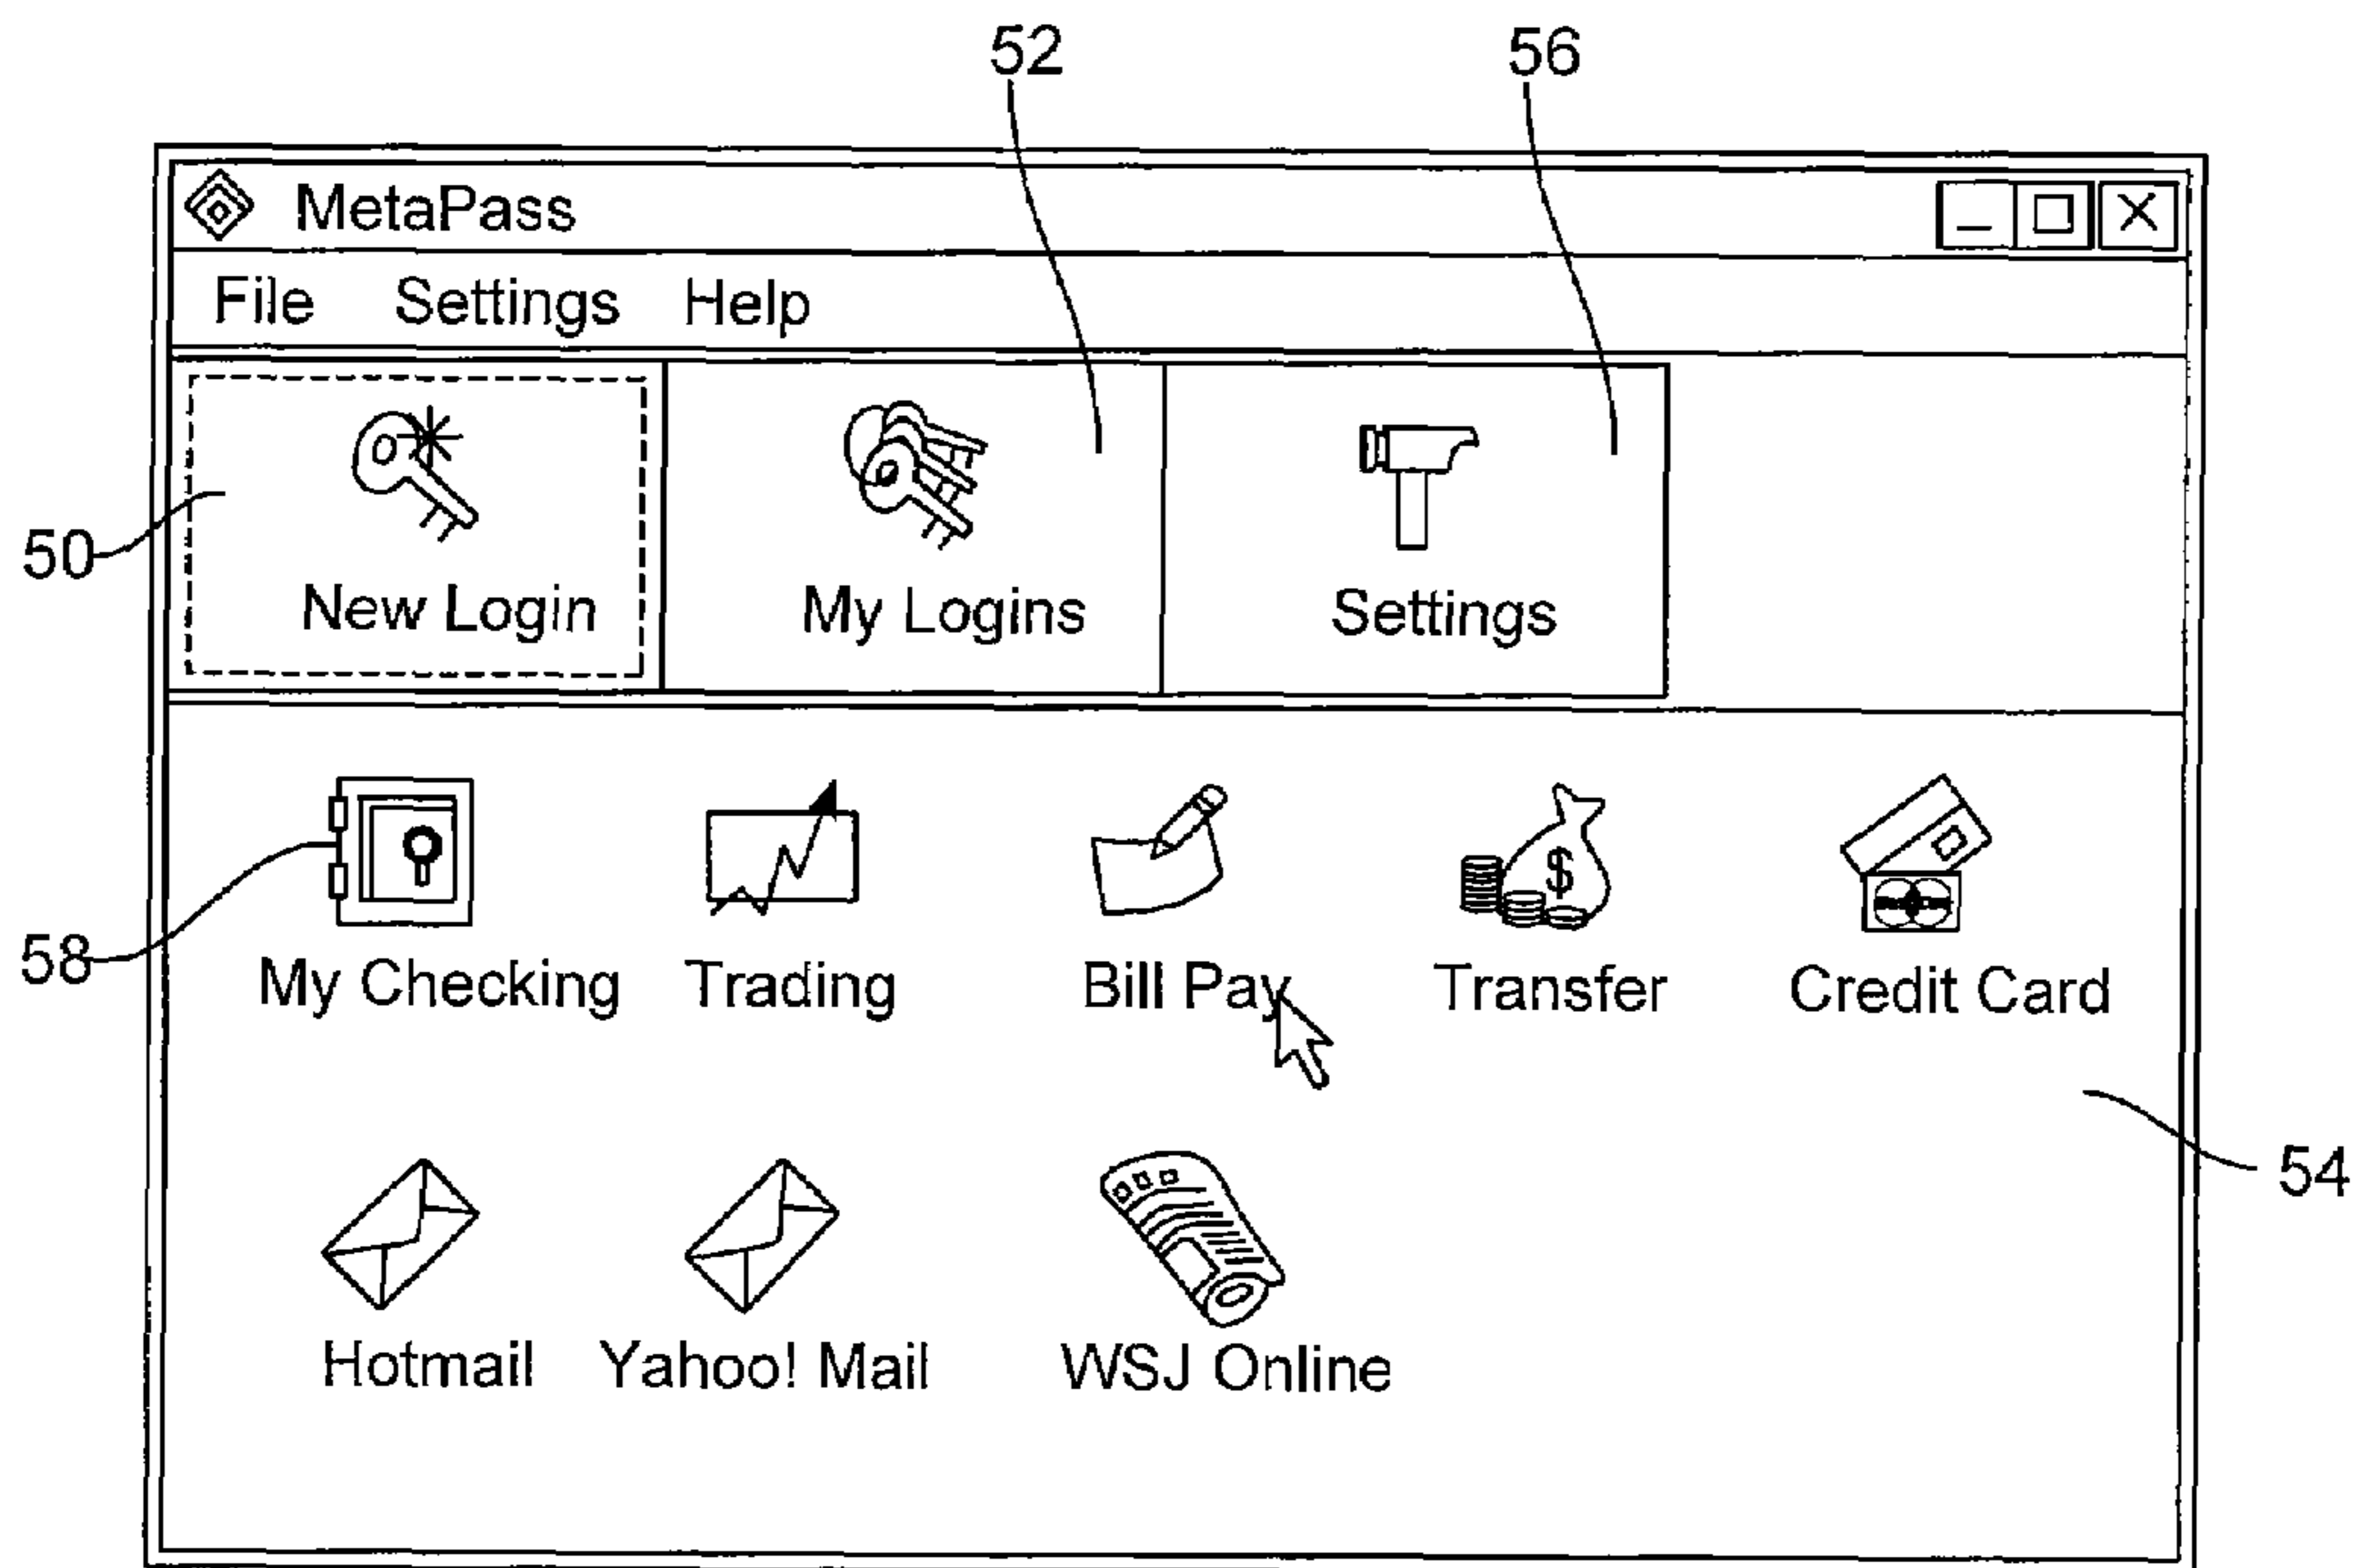 52 56
MetaPass
File Settings Help
50
New Login My Logins Settings
$
58
My Checking Trading Bill Pay Transfer Credit Card
54
Hotmail Yahoo! Mail WSJ Online